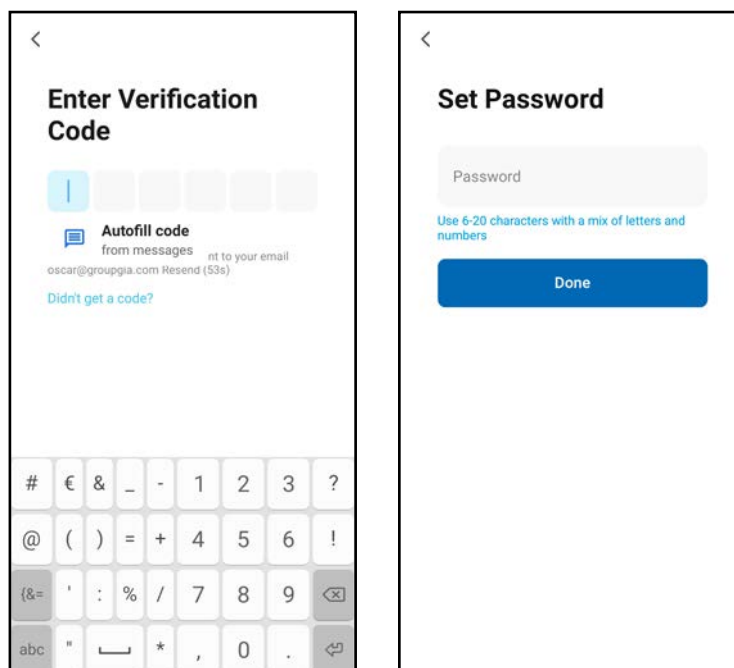 Enter Verification
Code
Autofill code
from messages
nt to your email
oscar@groupgia.com Resend (53s)
Didn't get a code?
# € & _ - 1 2 3 ?
@ ( ) = + 4 5 6 !
{&= ' : % / 7 8 9
abc " * , 0 .
Set Password
Password
Use 6-20 characters with a mix of letters and
numbers
Done